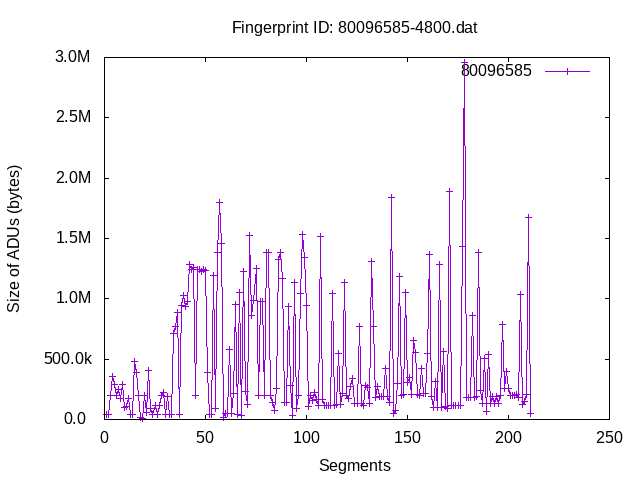 Fingerprint ID: 80096585-4800.dat
80096585
3.0M
2.5M
2.0M
1.5M
1.0M
500.0k
0.0
Size of ADUs (bytes)
0 50 100 150 200 250
Segments